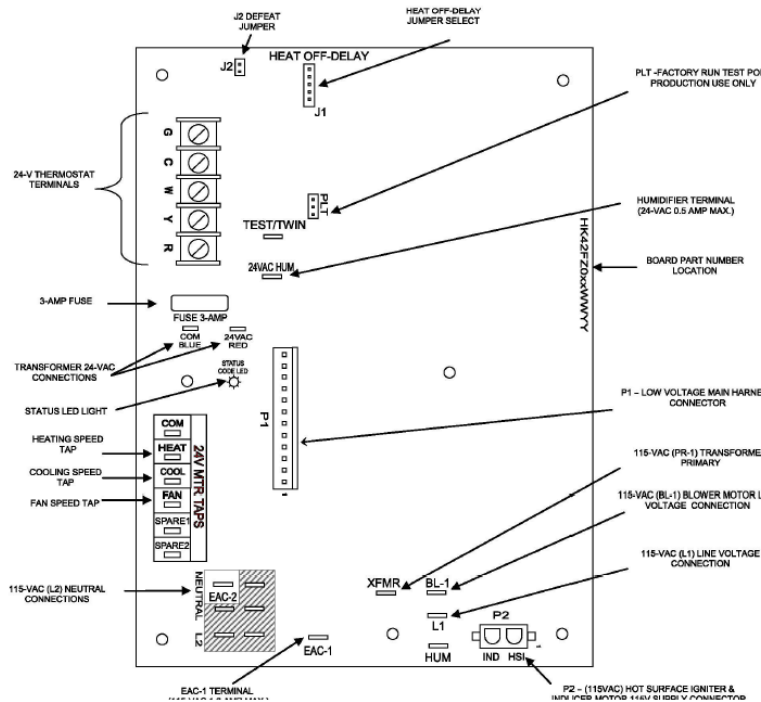 J2 DEFEAT
JUMPER
HEAT OFF-DELAY
JUMPER SELECT
J2
HEAT OFF-DELAY
J1
PLT -FACTORY RUN TEST
PRODUCTION USE ONLY
24-V THERMOSTAT
TERMINALS
G
C
W
Y
R
PLT
TEST/TWIN
HUMIDIFIER TERMINAL
(24-VAC 0.5 AMP MAX.)
24VAC HUM
HK42FZ0xxWWYY
BOARD PART NUMBER
LOCATION
3-AMP FUSE
FUSE 3-AMP
COM
BLUE
24VAC
RED
TRANSFORMER 24-VAC
CONNECTIONS
STATUS
CODE LED
STATUS LED LIGHT
P1
P1 – LOW VOLTAGE MAIN
CONNECTOR
HEATING SPEED
TAP
COOLING SPEED
TAP
FAN SPEED TAP
COM
HEAT
COOL
FAN
SPARE1
SPARE2
24V MTR TAPS
115-VAC (PR-1)
PRIMARY
115-VAC (BL-1) BLOWER MOTOR
VOLTAGE CONNECTION
115-VAC (L1) LINE VOLTAGE
CONNECTION
115-VAC (L2) NEUTRAL
CONNECTIONS
NEUTRAL
L2
EAC-2
XFMR
BL-1
L1
P2
EAC-1
HUM
IND
HSI
EAC-1 TERMINAL
P2 – (115VAC) HOT SURFACE IGNITER &
INDUCER MOTOR 115V SUPPLY CONNECTOR